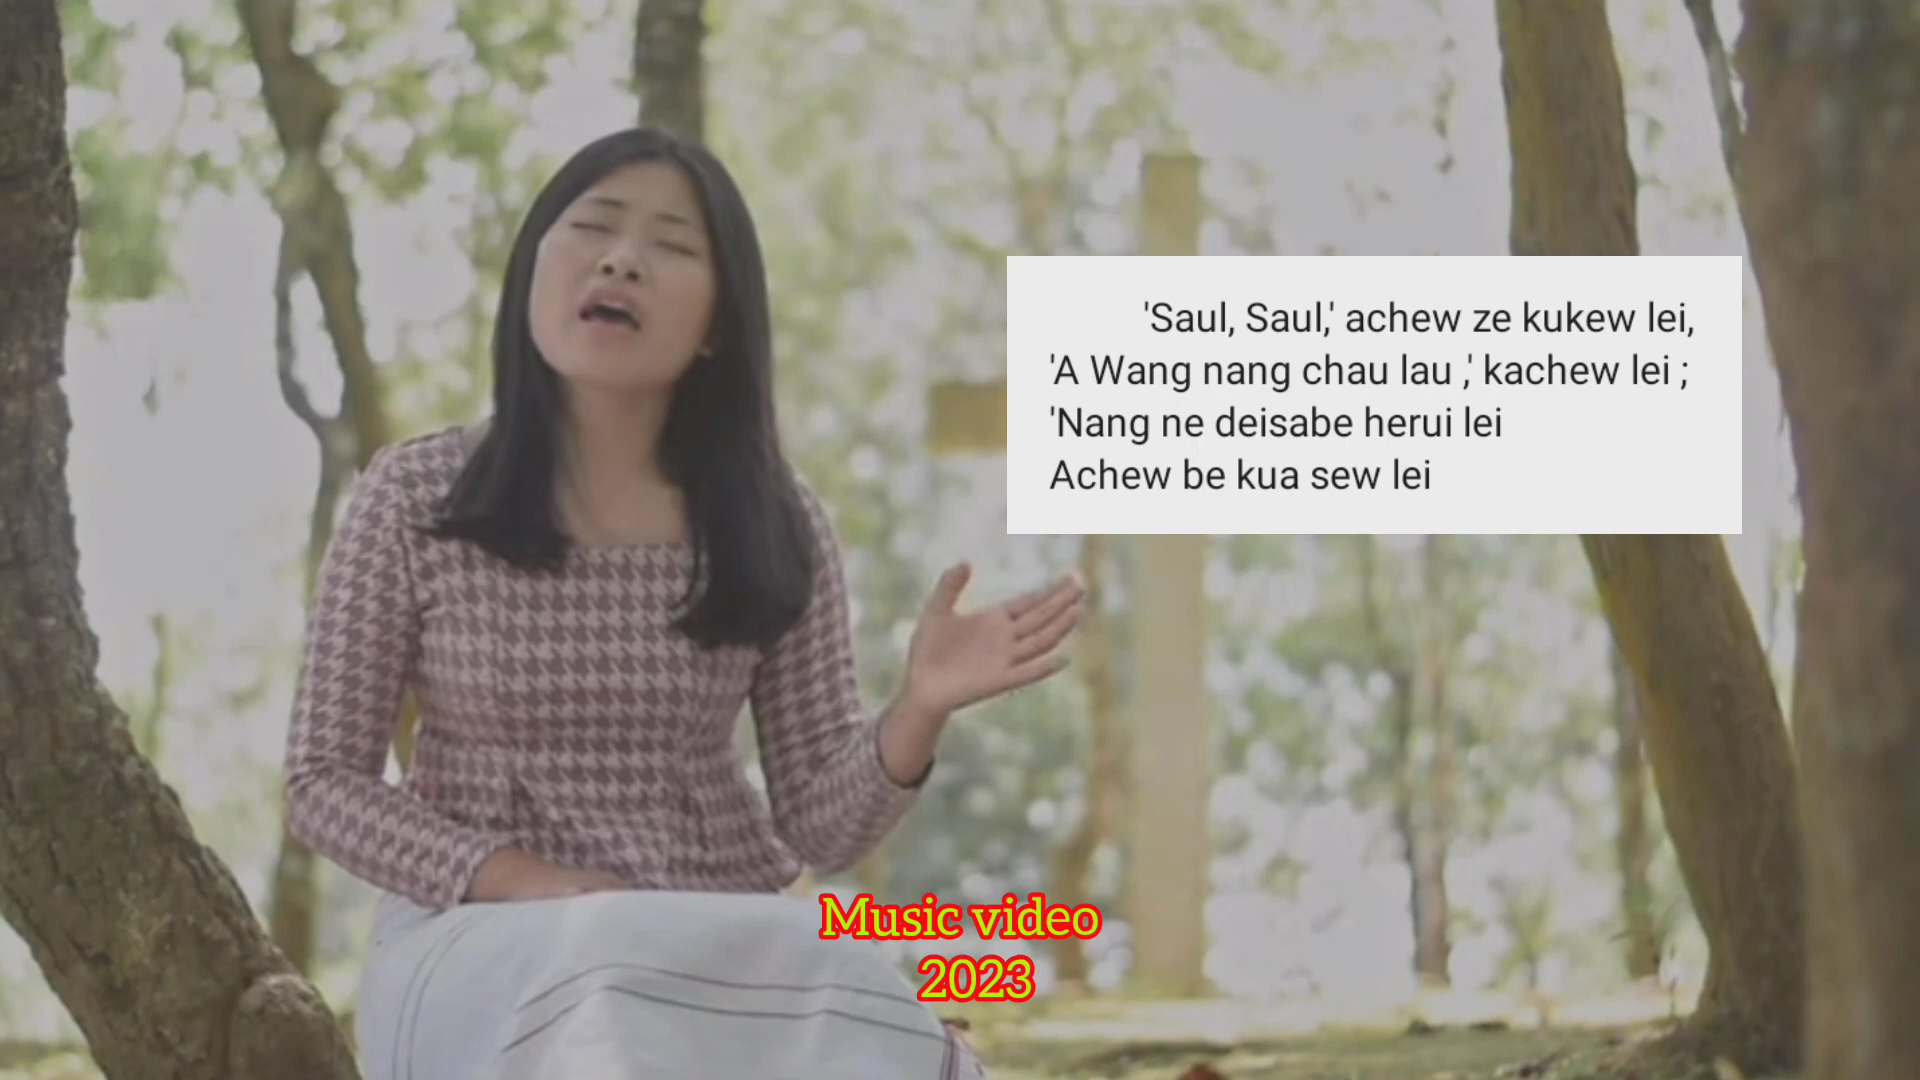 'Saul, Saul,' achew ze kukew lei,
'A Wang nang chau lau ,' kachew lei ;
'Nang ne deisabe herui lei
Achew be kua sew lei
Music video
2023